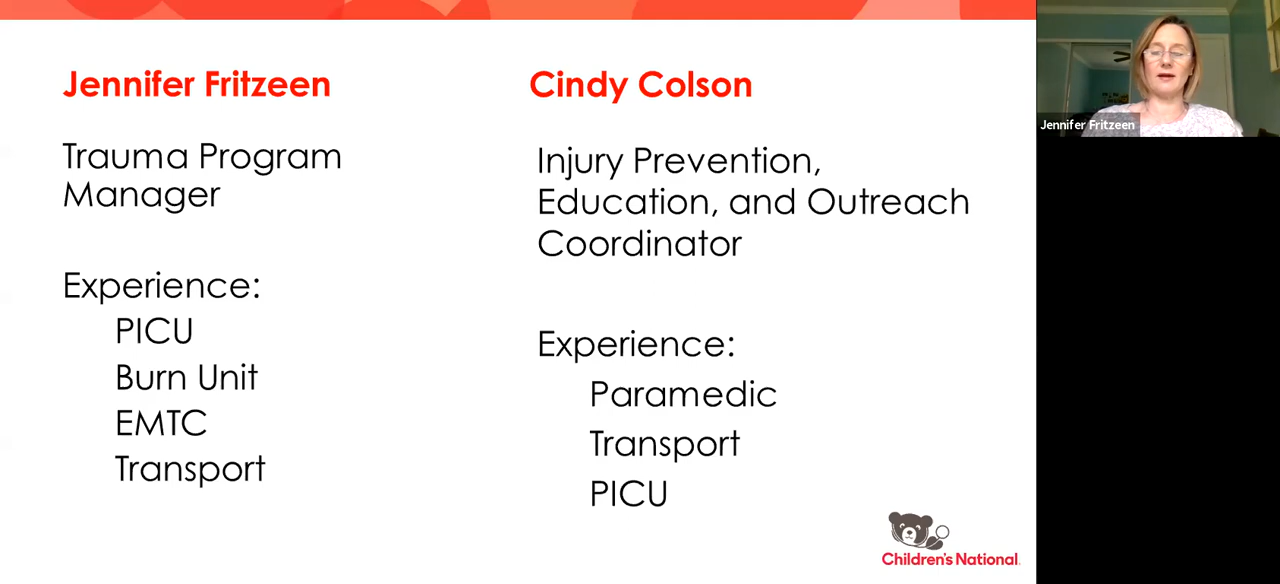 Jennifer Fritzeen
Trauma Program
Manager
Experience:
PICU
Burn Unit
EMTC
Transport
Cindy Colson
Injury Prevention,
Education, and Outreach
Coordinator
Experience:
Paramedic
Transport
PICU
Children's National
Jennifer Fritzeen